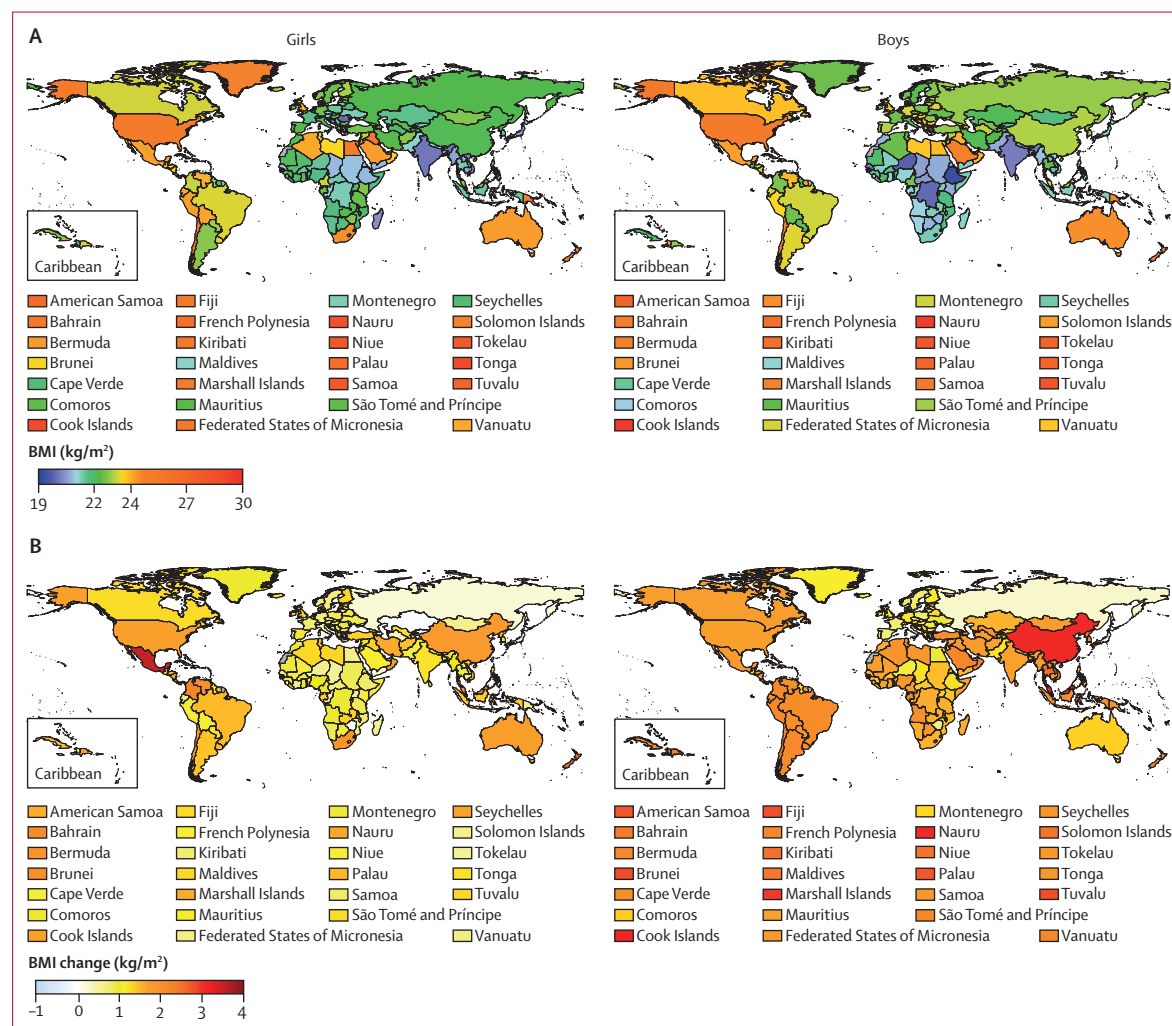 A
Girls
Boys
Caribbean
Caribbean
American Samoa
Bahrain
Bermuda
Brunei
Cape Verde
Comoros
Cook Islands
Fiji
French Polynesia
Kiribati
Maldives
Marshall Islands
Mauritius
Federated States of Micronesia
Montenegro
Nauru
Niue
Palau
Samoa
São Tomé and Príncipe
Seychelles
Solomon Islands
Tokelau
Tonga
Tuvalu
Vanuatu
American Samoa
Bahrain
Bermuda
Brunei
Cape Verde
Comoros
Cook Islands
Fiji
French Polynesia
Kiribati
Maldives
Marshall Islands
Mauritius
Federated States of Micronesia
Montenegro
Nauru
Niue
Palau
Samoa
São Tomé and Príncipe
Seychelles
Solomon Islands
Tokelau
Tonga
Tuvalu
Vanuatu
BMI (kg/m²)
19 22 24 27 30
B
Caribbean
Caribbean
American Samoa
Bahrain
Bermuda
Brunei
Cape Verde
Comoros
Cook Islands
Fiji
French Polynesia
Kiribati
Maldives
Marshall Islands
Mauritius
Federated States of Micronesia
Montenegro
Nauru
Niue
Palau
Samoa
São Tomé and Príncipe
Seychelles
Solomon Islands
Tokelau
Tonga
Tuvalu
Vanuatu
American Samoa
Bahrain
Bermuda
Brunei
Cape Verde
Comoros
Cook Islands
Fiji
French Polynesia
Kiribati
Maldives
Marshall Islands
Mauritius
Federated States of Micronesia
Montenegro
Nauru
Niue
Palau
Samoa
São Tomé and Príncipe
Seychelles
Solomon Islands
Tokelau
Tonga
Tuvalu
Vanuatu
BMI change (kg/m²)
–1 0 1 2 3 4